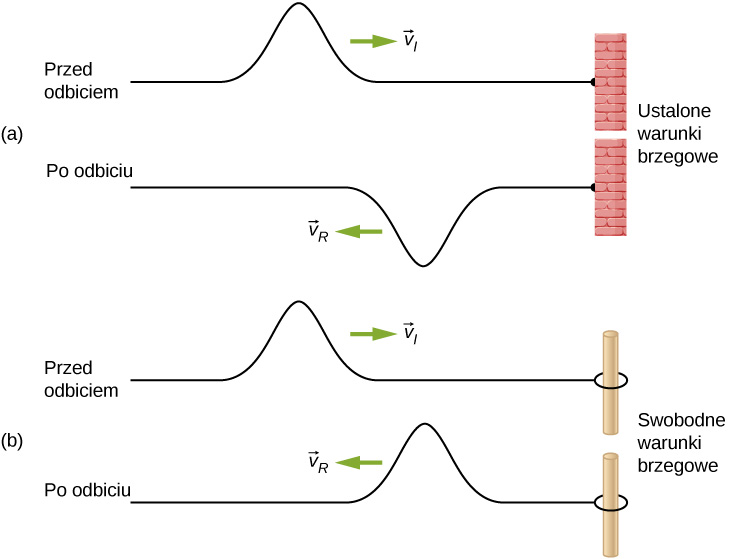 v⃗I
Przed
odbiciem
Ustalone
warunki
brzegowe
(a)
Po odbiciu
v⃗R
v⃗I
Przed
odbiciem
Swobodne
warunki
brzegowe
(b)
v⃗R
Po odbiciu